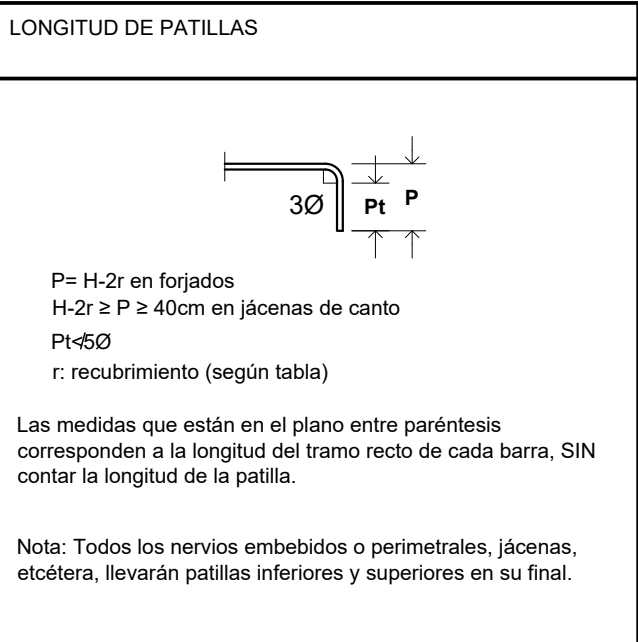 LONGITUD DE PATILLAS
3Ø
Pt
P
P= H-2r en forjados
H-2r ≥ P ≥ 40cm en jácenas de canto
Pt≮5Ø
r: recubrimiento (según tabla)
Las medidas que están en el plano entre paréntesis
corresponden a la longitud del tramo recto de cada barra, SIN
contar la longitud de la patilla.
Nota: Todos los nervios embebidos o perimetrales, jácenas,
etcétera, llevarán patillas inferiores y superiores en su final.